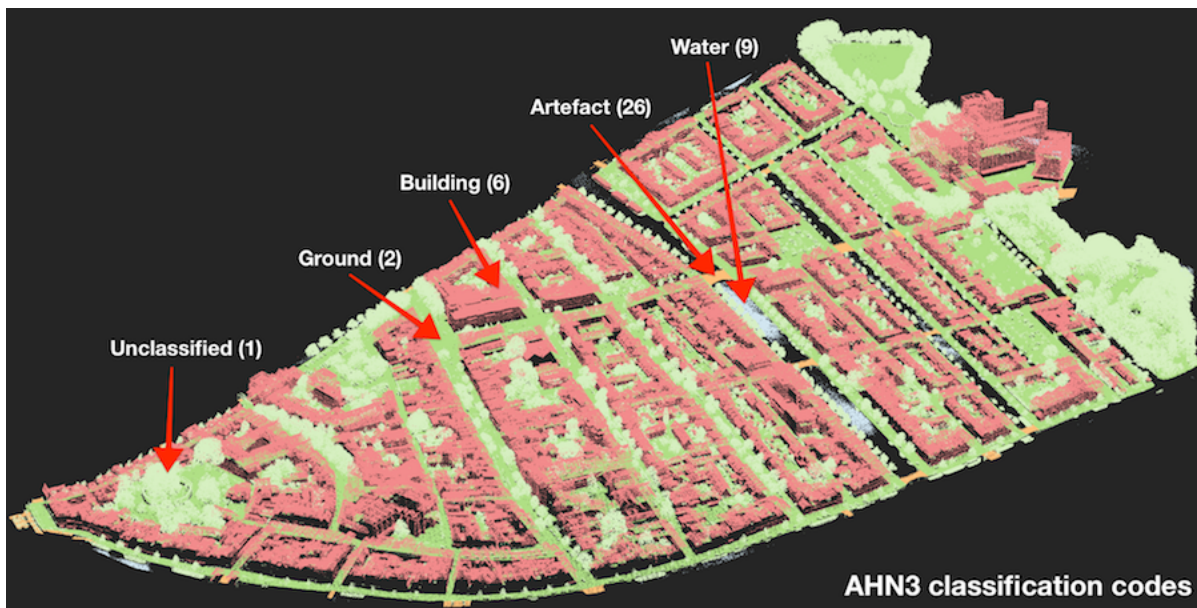 Water (9)
Artefact (26)
Building (6)
Ground (2)
Unclassified (1)
AHN3 classification codes